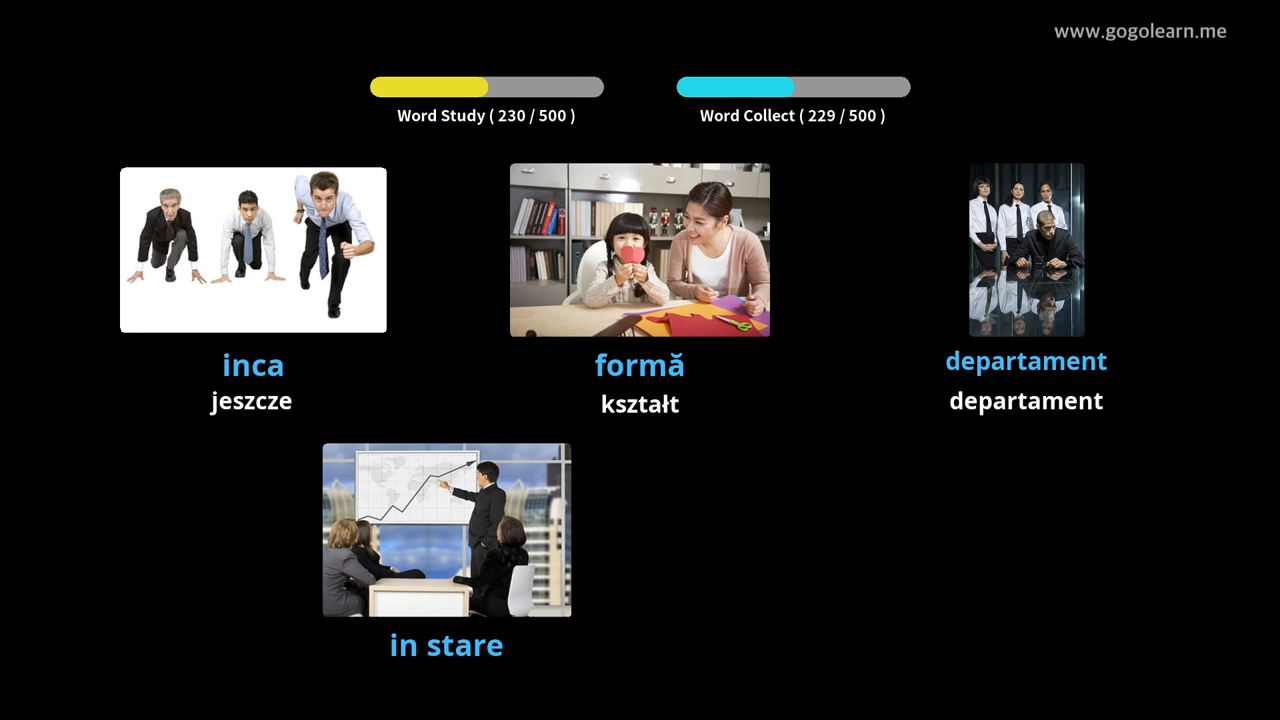 www.gogolearn.me
Word Study ( 230 / 500 )
Word Collect ( 229 / 500 )
inca
jeszcze
formă
kształt
departament
departament
in stare